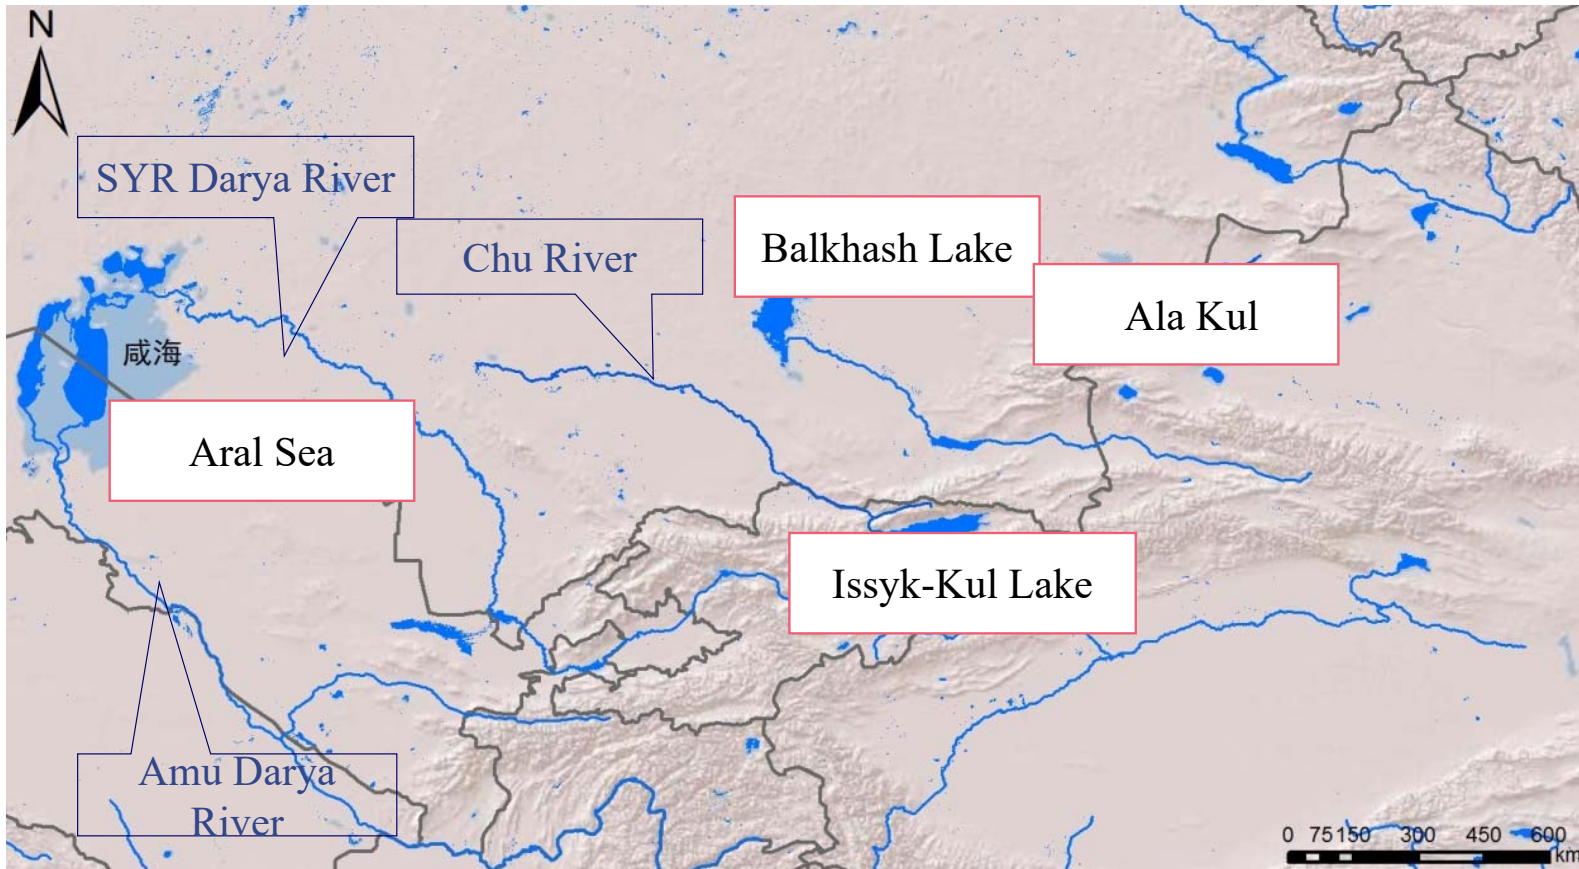 N
SYR Darya River
Chu River
Balkhash Lake
Ala Kul
咸海
Aral Sea
Issyk-Kul Lake
Amu Darya
River
0 75 150 300 450 600
km